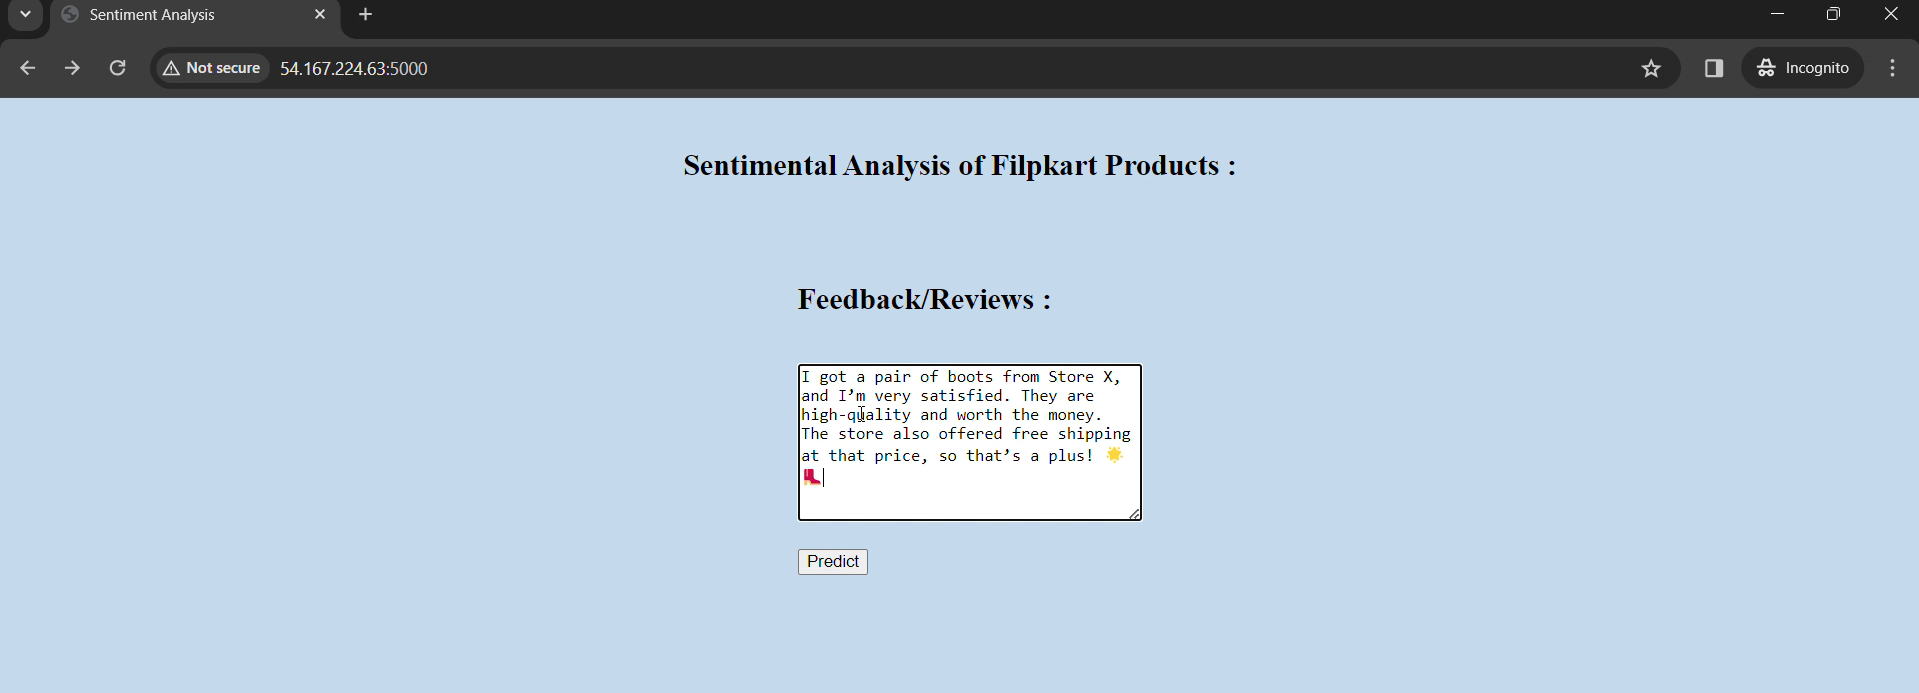 Sentiment Analysis
Not secure
54.167.224.63:5000
Incognito
Sentimental Analysis of Filpkart Products :
Feedback/Reviews :
I got a pair of boots from Store X,
and I’m very satisfied. They are
high-quality and worth the money.
The store also offered free shipping
at that price, so that’s a plus! 🌟
👢
Predict